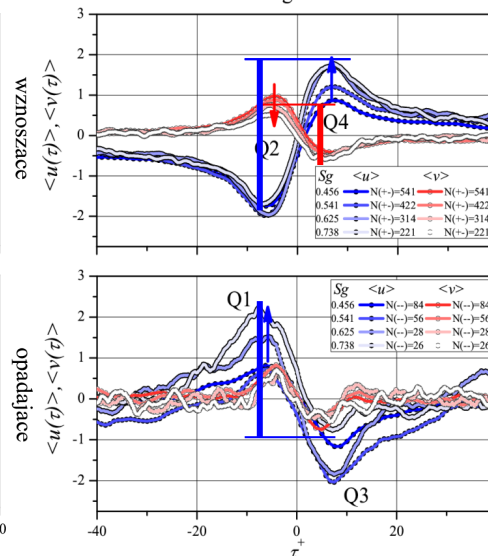 3
2
1
0
-1
-2
wznoszace
<u(τ)>,<v(τ)>
Q2
Q4
Sg <u> <v>
0.456 N(+-)=541 N(+-)=541
0.541 N(+-)=422 N(+-)=422
0.625 N(+-)=314 N(+-)=314
0.738 N(+-)=221 N(+-)=221
3
2
1
0
-1
-2
opadajace
<u(τ)>,<v(τ)>
Q1
Q3
Sg <u> <v>
0.456 N(--)=84 N(--)=84
0.541 N(--)=56 N(--)=56
0.625 N(--)=28 N(--)=28
0.738 N(--)=26 N(--)=26
0
-40 -20 0 20
τ+